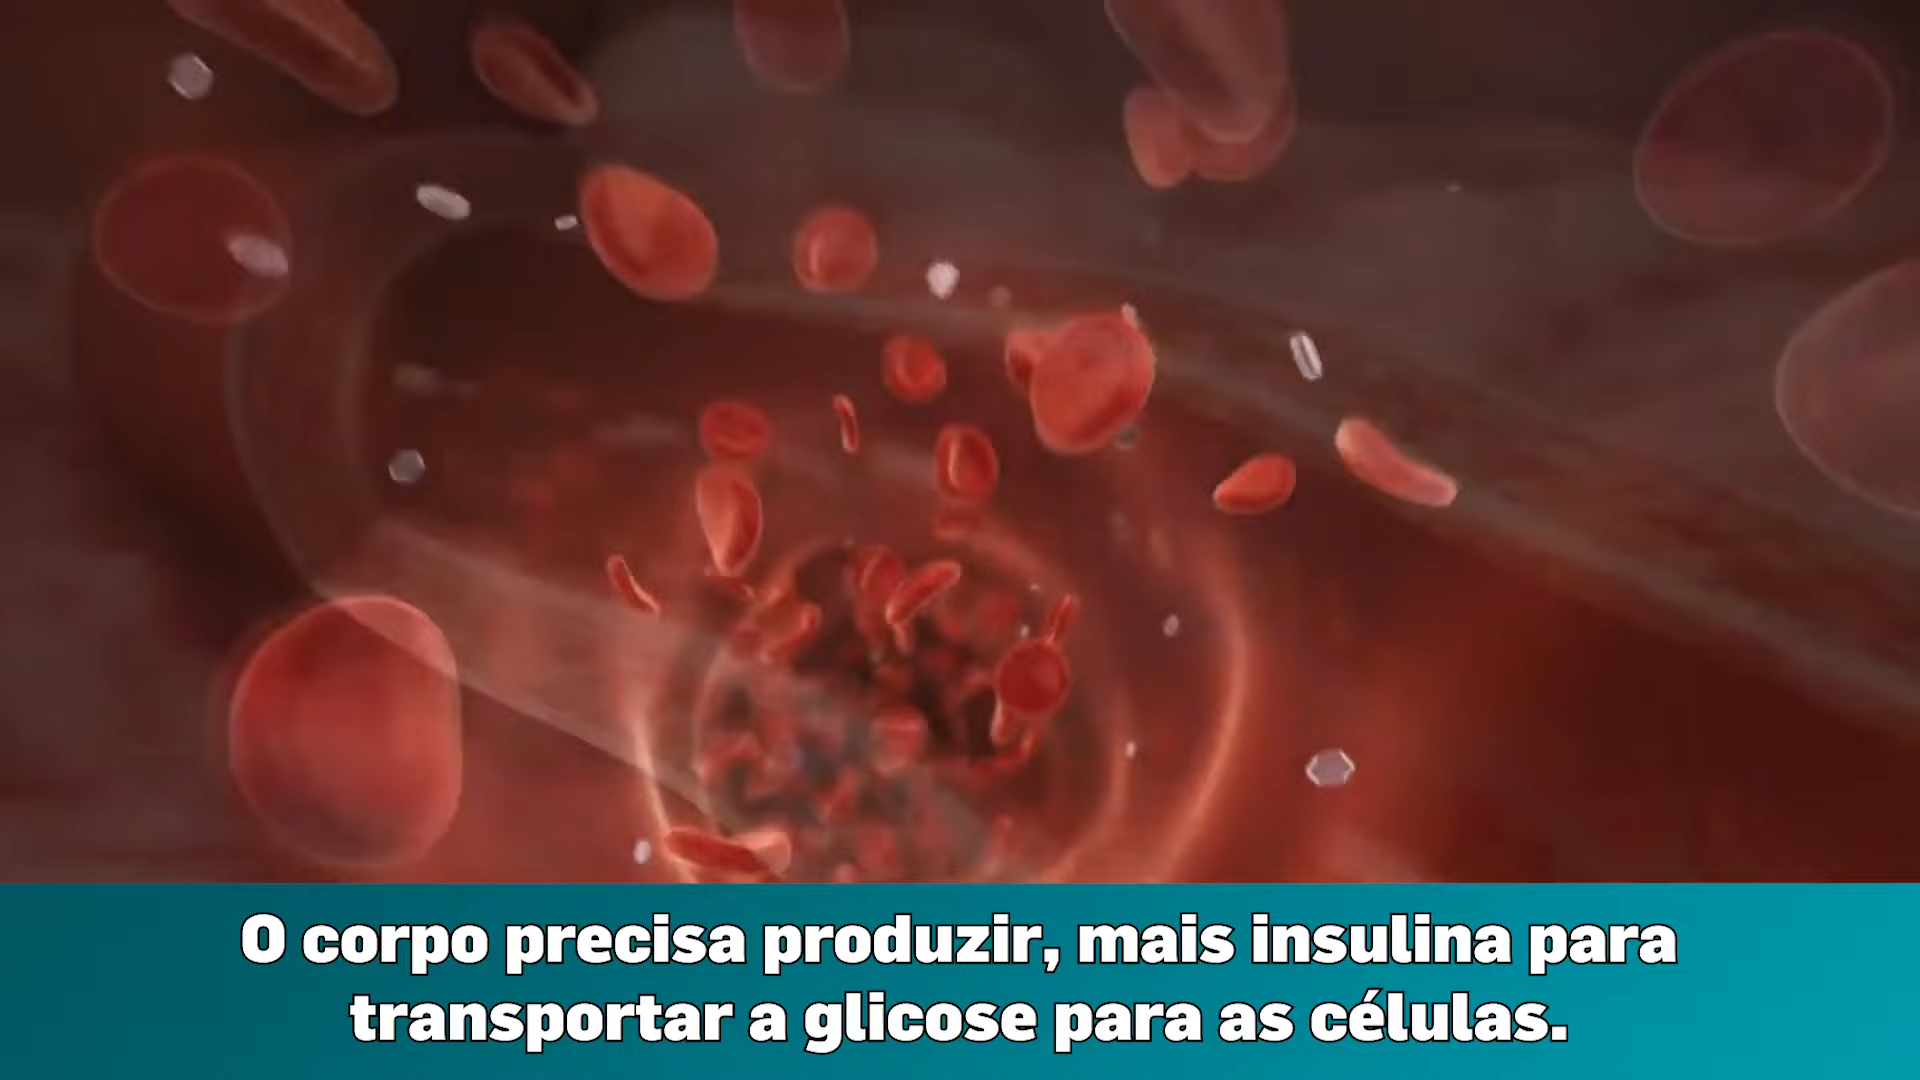 O corpo precisa produzir, mais insulina para
transportar a glicose para as células.